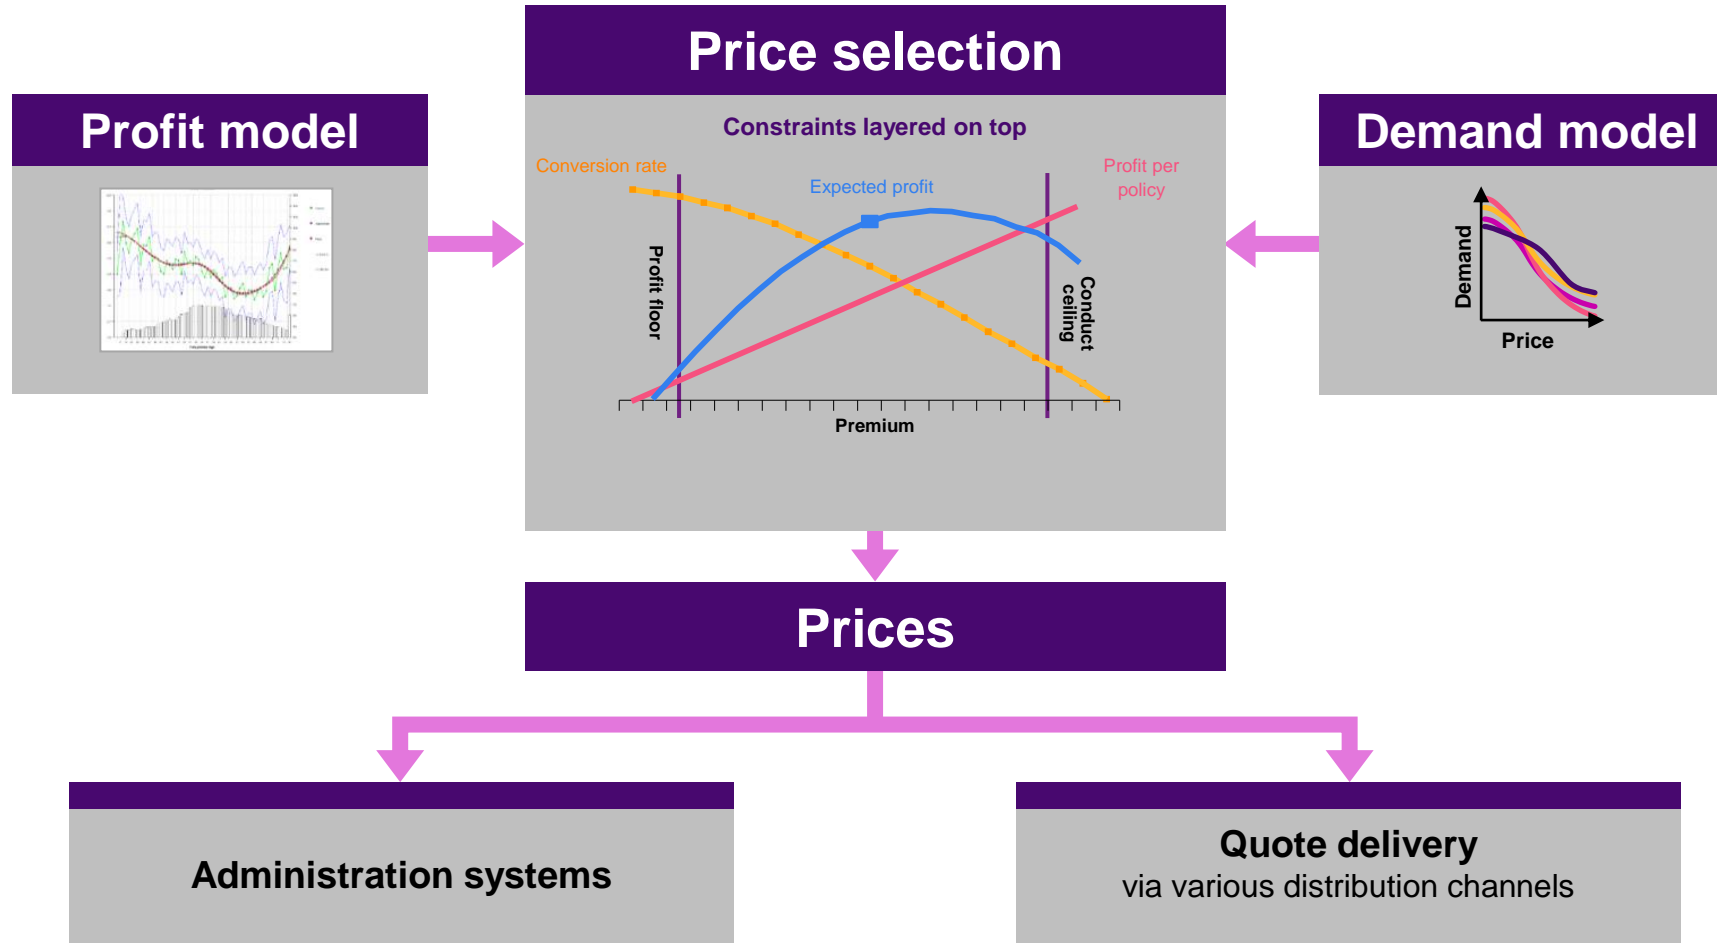 Price selection
Profit model
Demand model
Constraints layered on top
Conversion rate
Expected profit
Profit per
policy
Profit floor
Conduct
ceiling
Premium
Demand
Price
Prices
Administration systems
Quote delivery
via various distribution channels